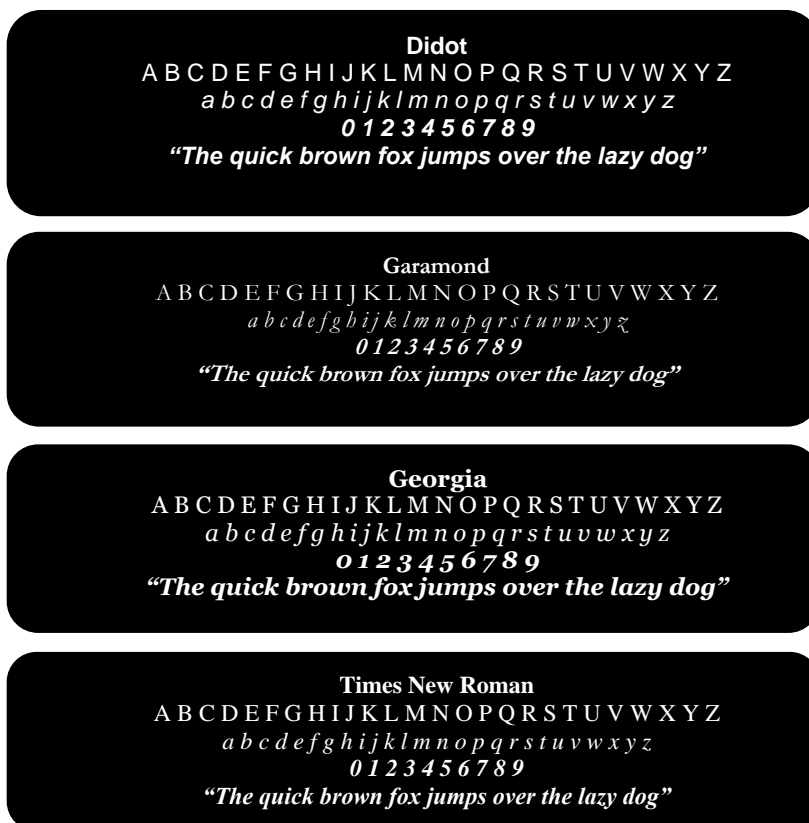 Didot
A B C D E F G H I J K L M N O P Q R S T U V W X Y Z
a b c d e f g h i j k l m n o p q r s t u v w x y z
0 1 2 3 4 5 6 7 8 9
“The quick brown fox jumps over the lazy dog”
Garamond
A B C D E F G H I J K L M N O P Q R S T U V W X Y Z
a b c d e f g h i j k l m n o p q r s t u v w x y z
0 1 2 3 4 5 6 7 8 9
“The quick brown fox jumps over the lazy dog”
Georgia
A B C D E F G H I J K L M N O P Q R S T U V W X Y Z
a b c d e f g h i j k l m n o p q r s t u v w x y z
0 1 2 3 4 5 6 7 8 9
“The quick brown fox jumps over the lazy dog”
Times New Roman
A B C D E F G H I J K L M N O P Q R S T U V W X Y Z
a b c d e f g h i j k l m n o p q r s t u v w x y z
0 1 2 3 4 5 6 7 8 9
“The quick brown fox jumps over the lazy dog”